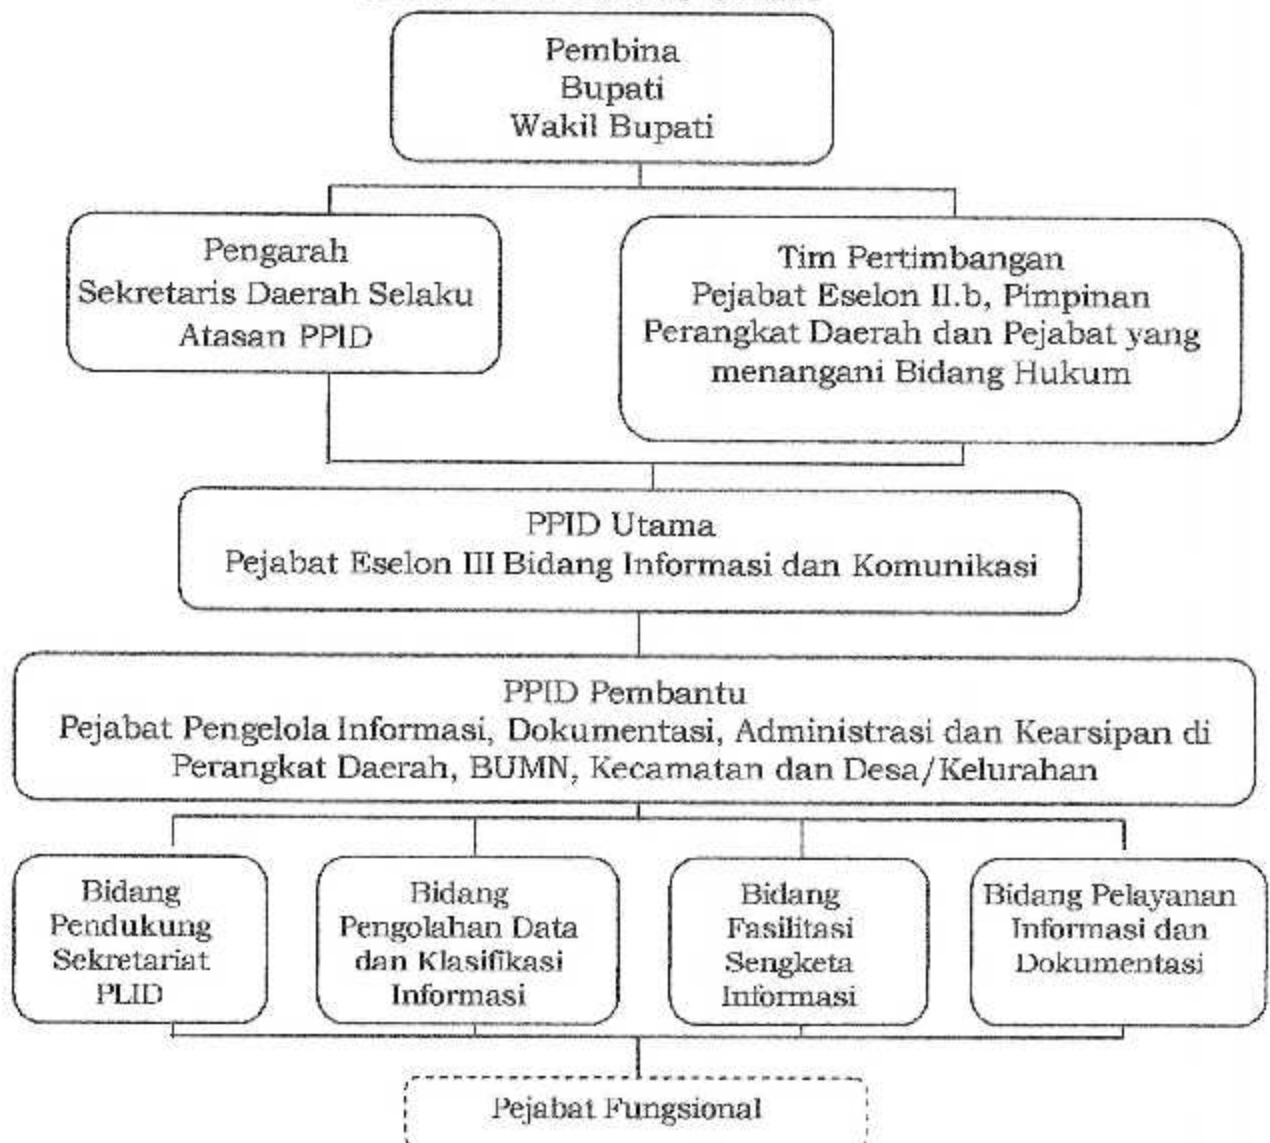 Pembina
Bupati
Wakil Bupati
Pengarah
Sekretaris Daerah Selaku
Atasan PPID
Tim Pertimbangan
Pejabat Eselon II.b, Pimpinan
Perangkat Daerah dan Pejabat yang
menangani Bidang Hukum
PPID Utama
Pejabat Eselon III Bidang Informasi dan Komunikasi
PPID Pembantu
Pejabat Pengelola Informasi, Dokumentasi, Administrasi dan Kearsipan di
Perangkat Daerah, BUMN, Kecamatan dan Desa/Kelurahan
Bidang
Pendukung
Sekretariat
PLID
Bidang
Pengolahan Data
dan Klasifikasi
Informasi
Bidang
Fasilitasi
Sengketa
Informasi
Bidang Pelayanan
Informasi dan
Dokumentasi
Pejabat Fungsional